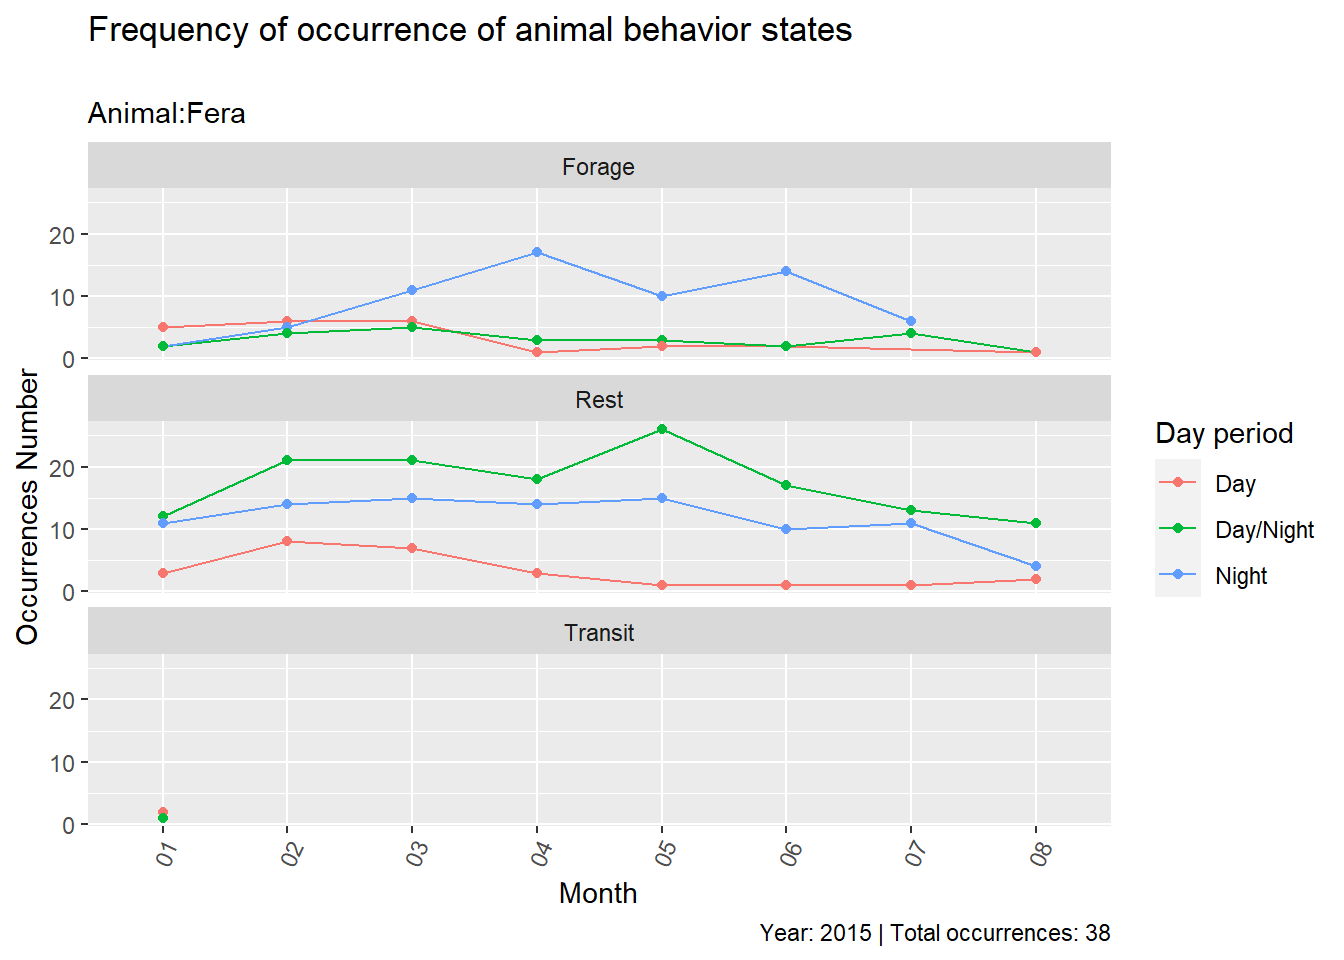 Frequency of occurrence of animal behavior states
Animal:Fera
Forage
20
10
0
Rest
20
10
0
Transit
20
10
0
Occurrences Number
01 02 03 04 05 06 07 08
Month
Day period
Day
Day/Night
Night
Year: 2015 | Total occurrences: 38